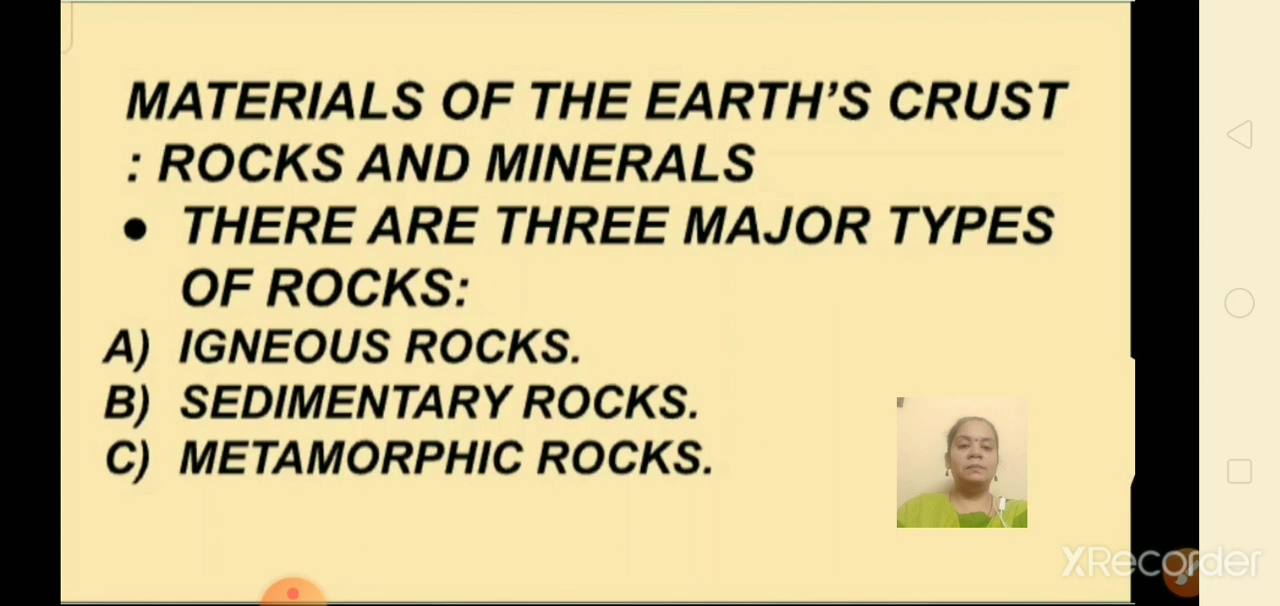 MATERIALS OF THE EARTH'S CRUST
: ROCKS AND MINERALS
● THERE ARE THREE MAJOR TYPES
OF ROCKS:
A) IGNEOUS ROCKS.
B) SEDIMENTARY ROCKS.
C) METAMORPHIC ROCKS.
XRecorder